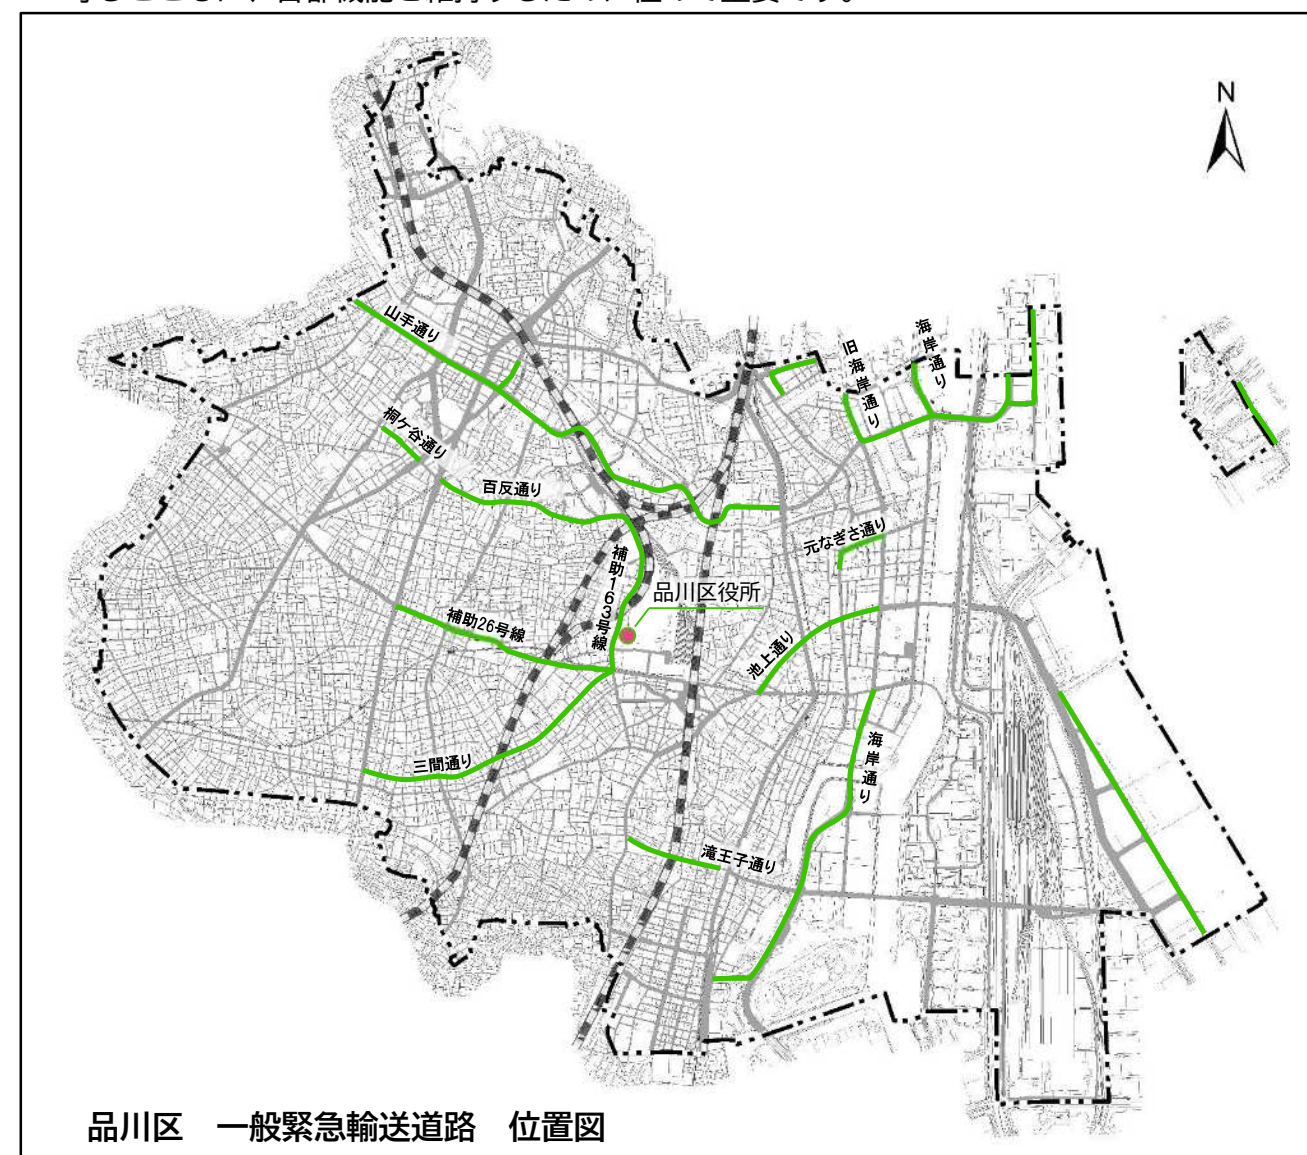 N
山手通り
海岸通り
旧海岸通り
桐ケ谷通り
百反通り
元なぎさ通り
補助163号線
品川区役所
補助26号線
池上通り
海岸通り
三間通り
滝王子通り
品川区　一般緊急輸送道路　位置図